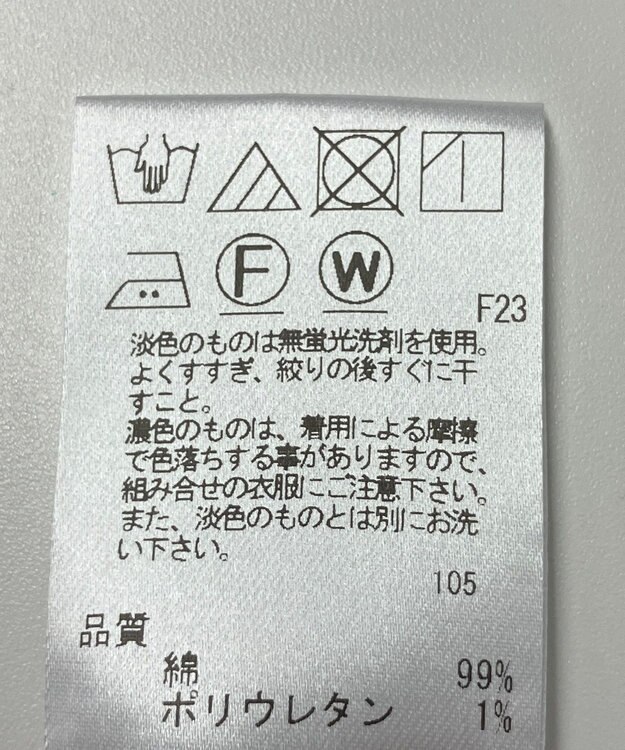 F
W
F23
淡色のものは無蛍光洗剤を使用。
よくすすぎ、絞りの後すぐに干
すこと。
濃色のものは、着用による摩擦
で色落ちする事がありますので、
組み合せの衣服にご注意下さい。
また、淡色のものとは別にお洗
い下さい。
105
品質
綿 99%
ポリウレタン 1%